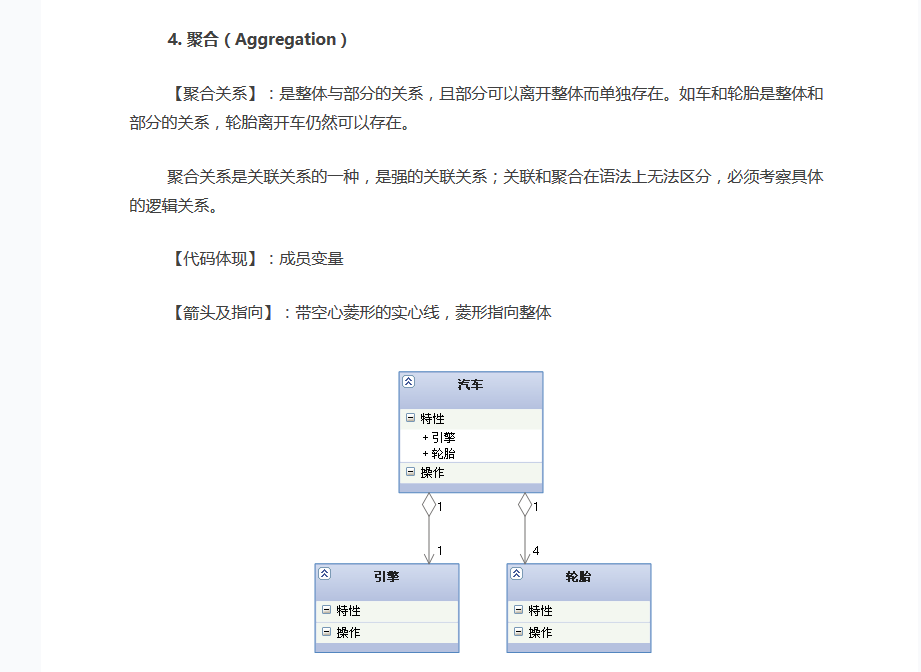 4. 聚合（Aggregation）
【聚合关系】：是整体与部分的关系，且部分可以离开整体而单独存在。如车和轮胎是整体和
部分的关系，轮胎离开车仍然可以存在。
聚合关系是关联关系的一种，是强的关联关系；关联和聚合在语法上无法区分，必须考察具体
的逻辑关系。
【代码体现】：成员变量
【箭头及指向】：带空心菱形的实心线，菱形指向整体
汽车
特性
+ 引擎
+ 轮胎
操作
1 1
1 4
引擎 轮胎
特性 特性
操作 操作